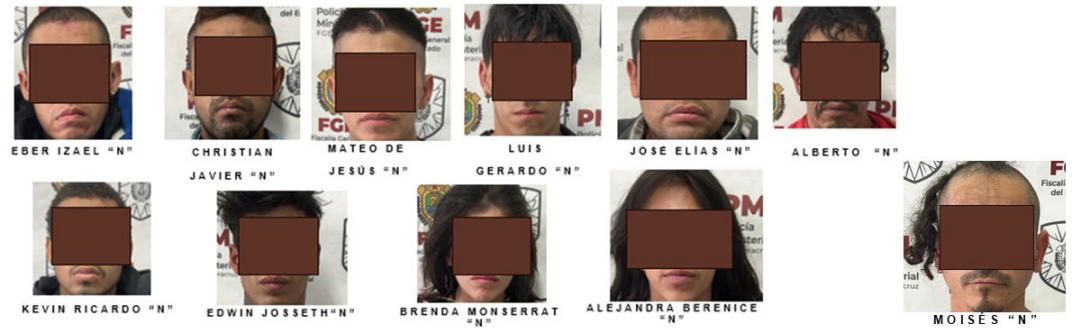 EBER IZAEL “N”
CHRISTIAN
JAVIER “N”
MATEO DE
JESÚS “N”
LUIS
GERARDO “N”
JOSÉ ELÍAS “N”
ALBERTO “N”
KEVIN RICARDO “N”
EDWIN JOSSETH“N”
BRENDA MONSERRAT
“N”
ALEJANDRA BERENICE
“N”
MOISÉS “N”